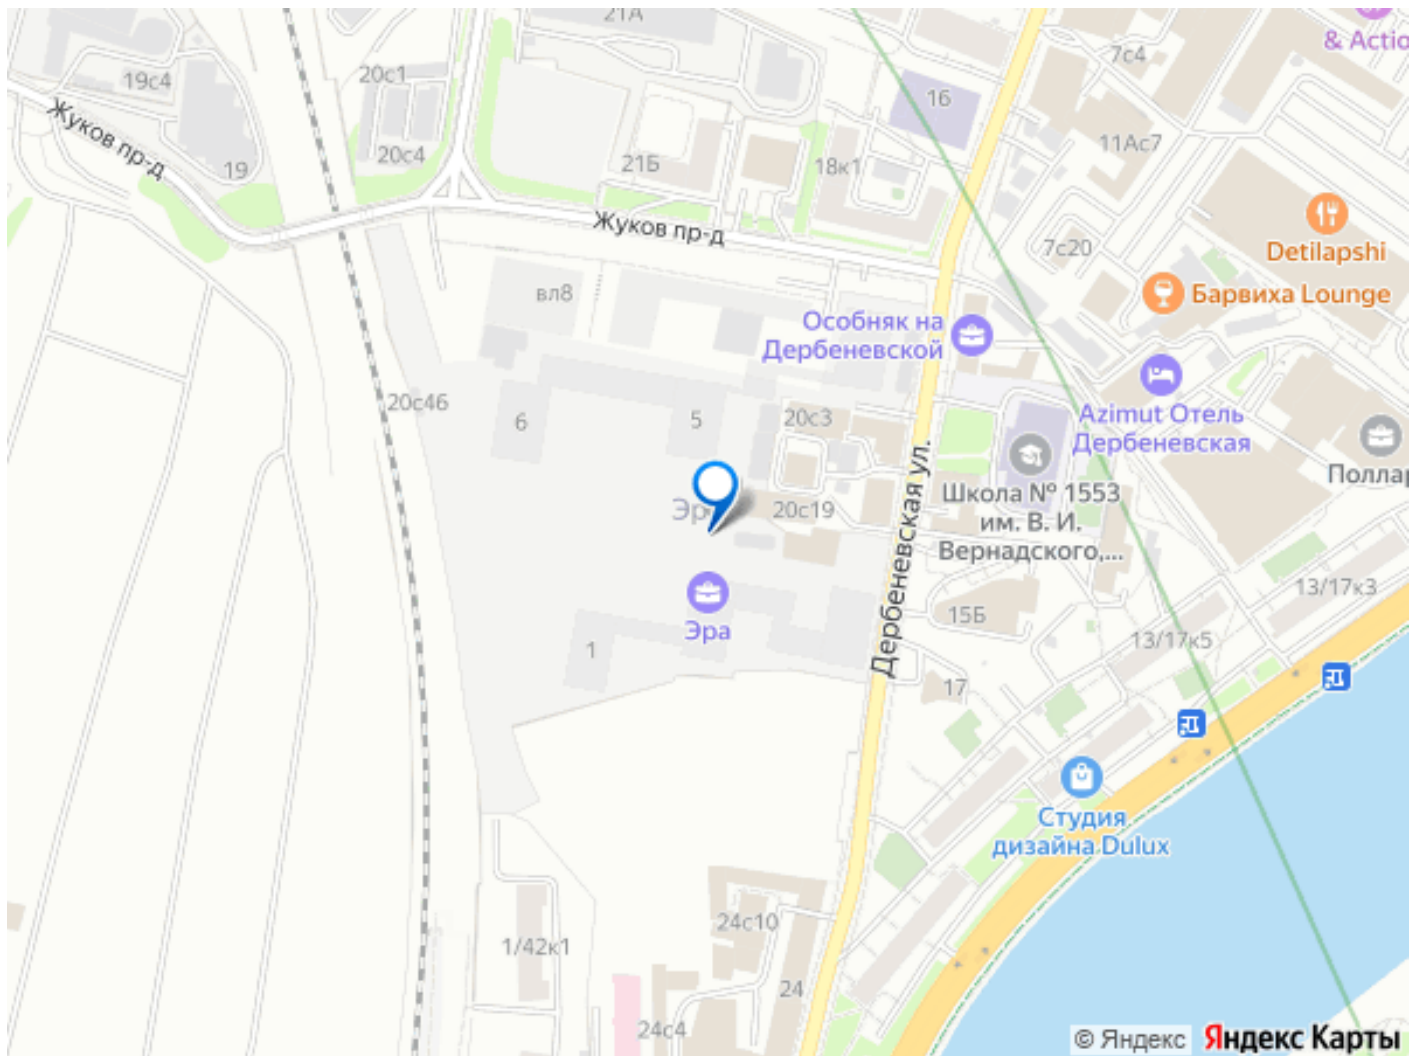 21А
& Actio
7с4
20с1
19с4
16
Жуков пр-д
11Ас7
20с4
21Б
18к1
19
Жуков пр-д
7с20
Detilapshi
вл8
Барвиха Lounge
Особняк на
Дербеневской
20с46
6
5
20с3
Azimut Отель
Дербеневская
Поллар
Дербеневская ул.
Школа № 1553
им. В. И.
Вернадского,...
Эр
20с19
13/17к3
Эра
15Б
13/17к5
1
17
Студия
дизайна Dulux
24с10
1/42к1
24
24с4
© Яндекс Яндекс Карты